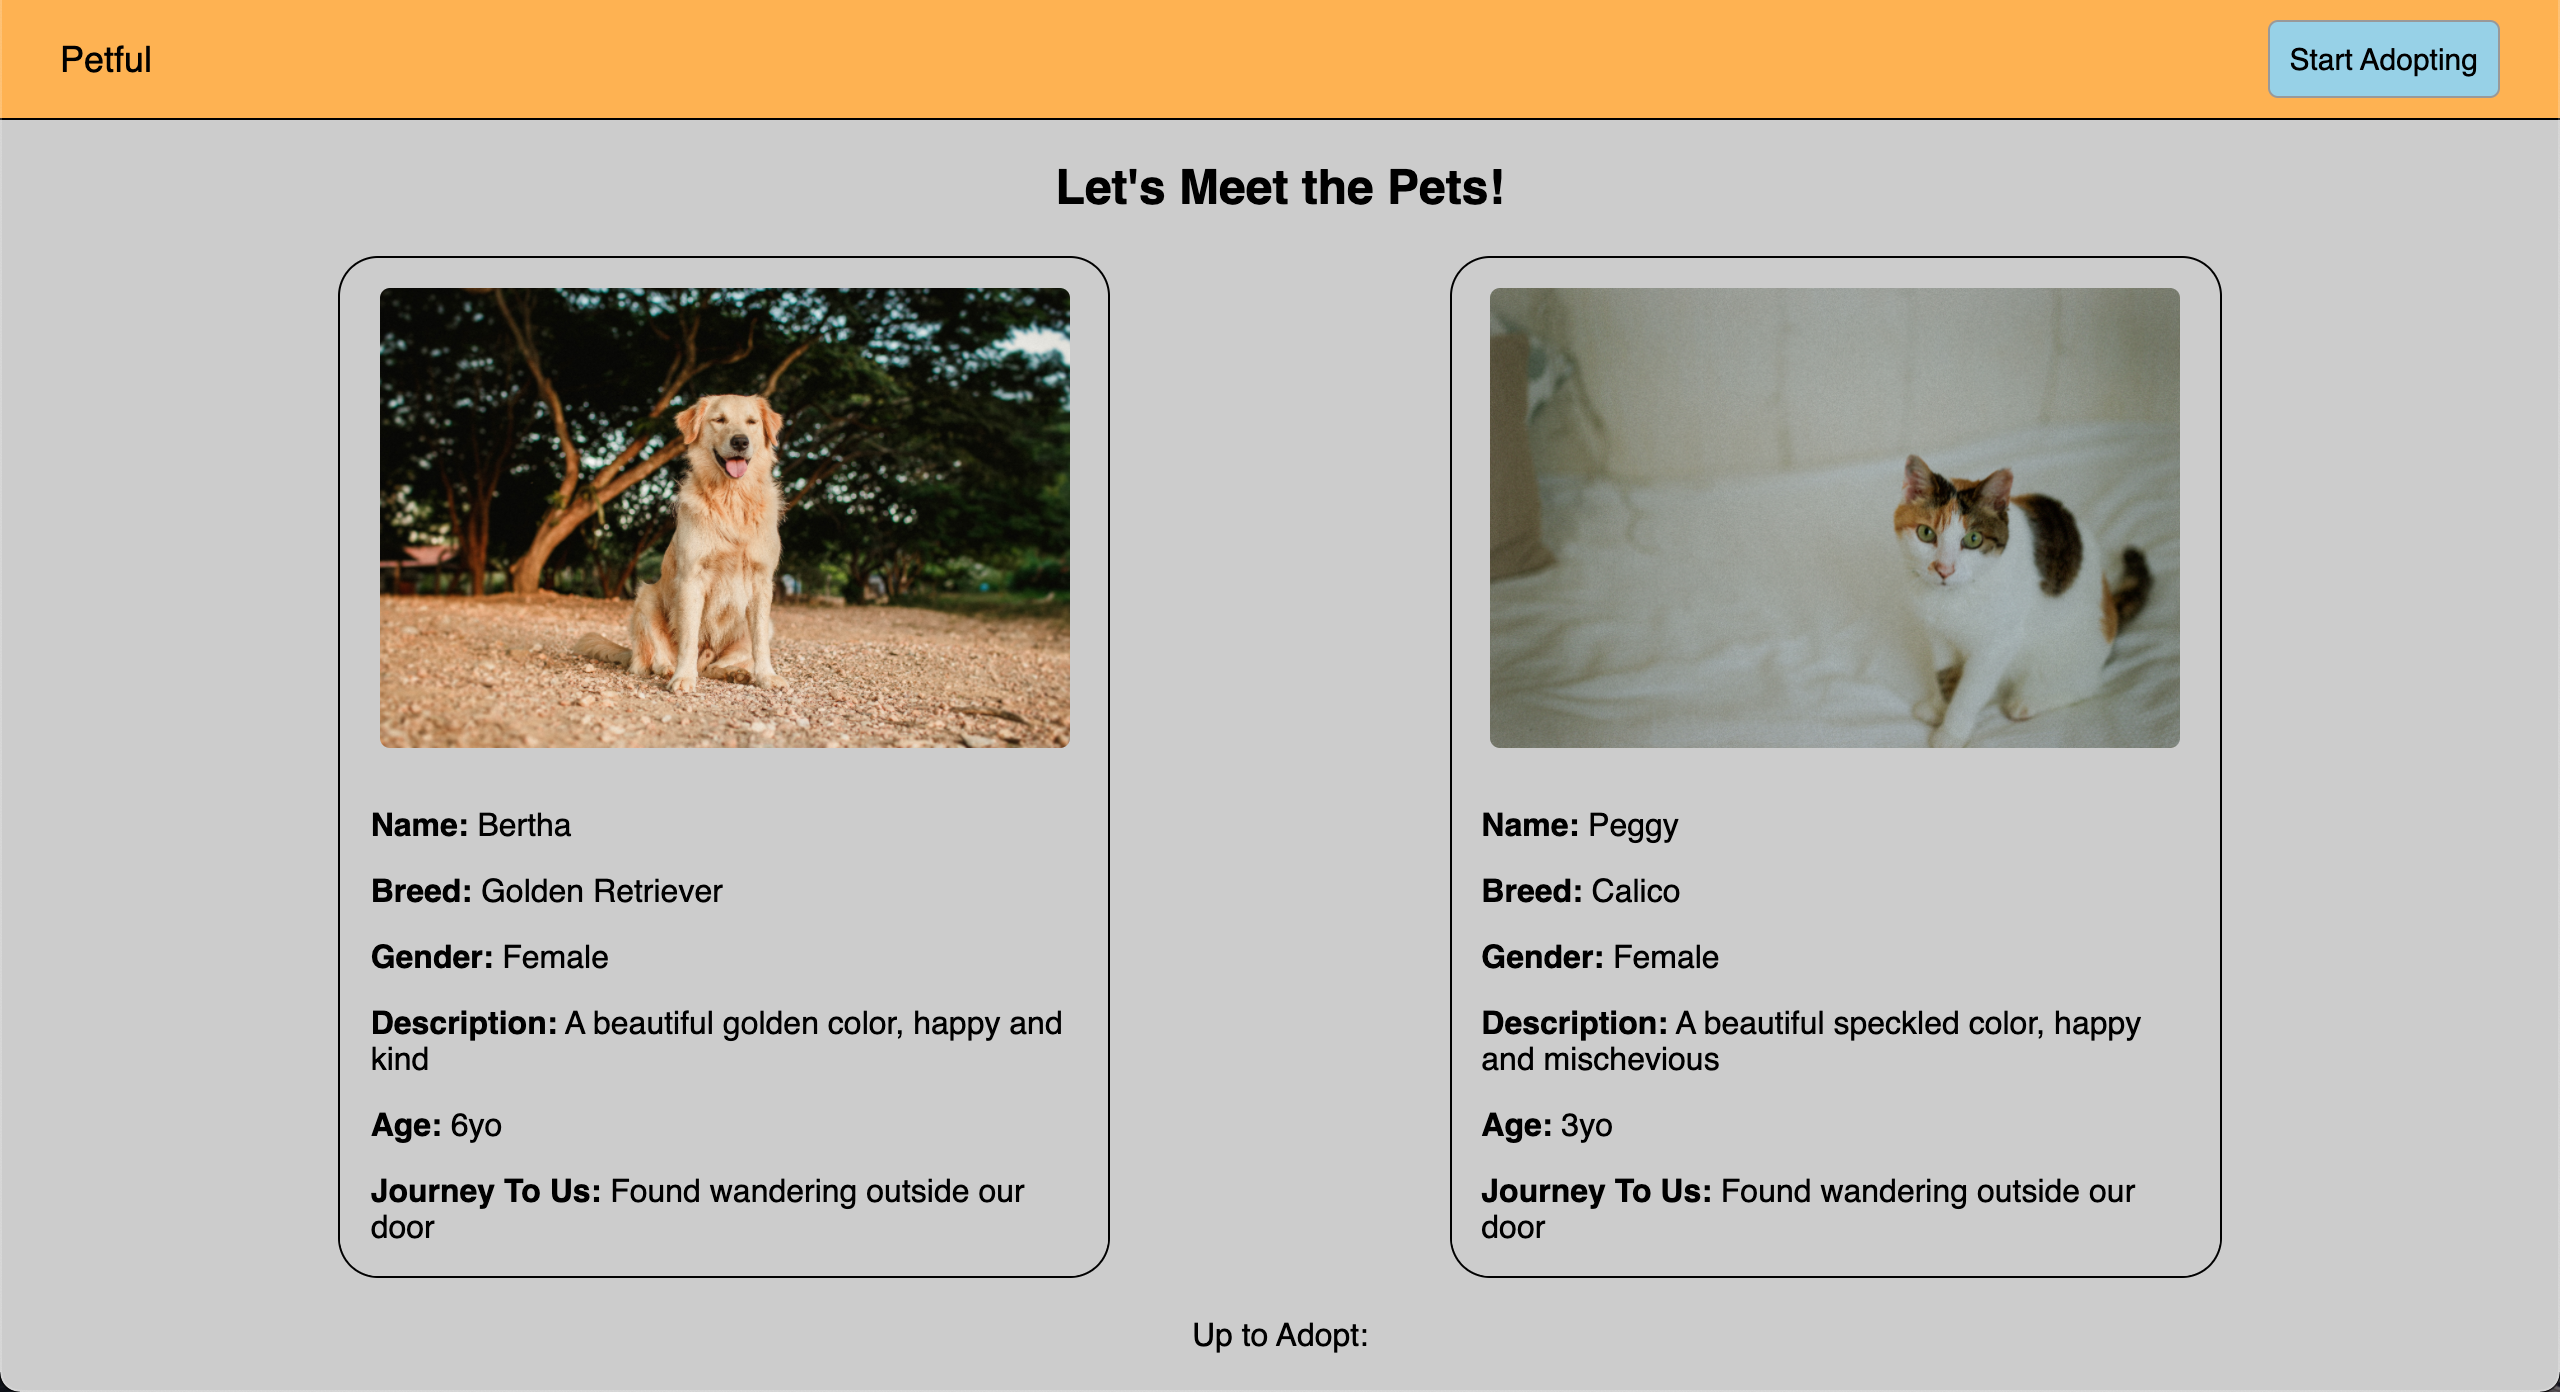 Petful
Start Adopting
Let's Meet the Pets!
Name: Bertha
Breed: Golden Retriever
Gender: Female
Description: A beautiful golden color, happy and
kind
Age: 6yo
Journey To Us: Found wandering outside our
door
Name: Peggy
Breed: Calico
Gender: Female
Description: A beautiful speckled color, happy
and mischevious
Age: 3yo
Journey To Us: Found wandering outside our
door
Up to Adopt: